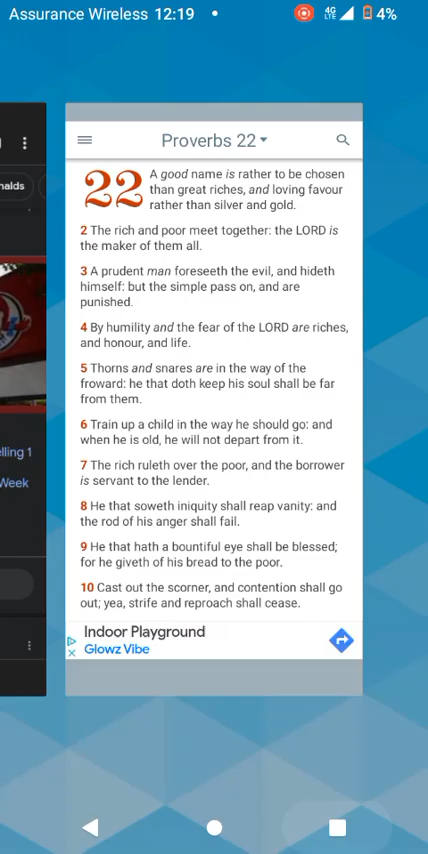 Assurance Wireless 12:19 4G LTE 4%
Proverbs 22
nalds
22 A good name is rather to be chosen
than great riches, and loving favour
rather than silver and gold.
2 The rich and poor meet together: the LORD is
the maker of them all.
3 A prudent man foreseeth the evil, and hideth
himself: but the simple pass on, and are
punished.
4 By humility and the fear of the LORD are riches,
and honour, and life.
5 Thorns and snares are in the way of the
froward: he that doth keep his soul shall be far
from them.
6 Train up a child in the way he should go: and
when he is old, he will not depart from it.
elling 1
Week
7 The rich ruleth over the poor, and the borrower
is servant to the lender.
8 He that soweth iniquity shall reap vanity: and
the rod of his anger shall fail.
9 He that hath a bountiful eye shall be blessed;
for he giveth of his bread to the poor.
10 Cast out the scorner, and contention shall go
out; yea, strife and reproach shall cease.
Indoor Playground
Glowz Vibe